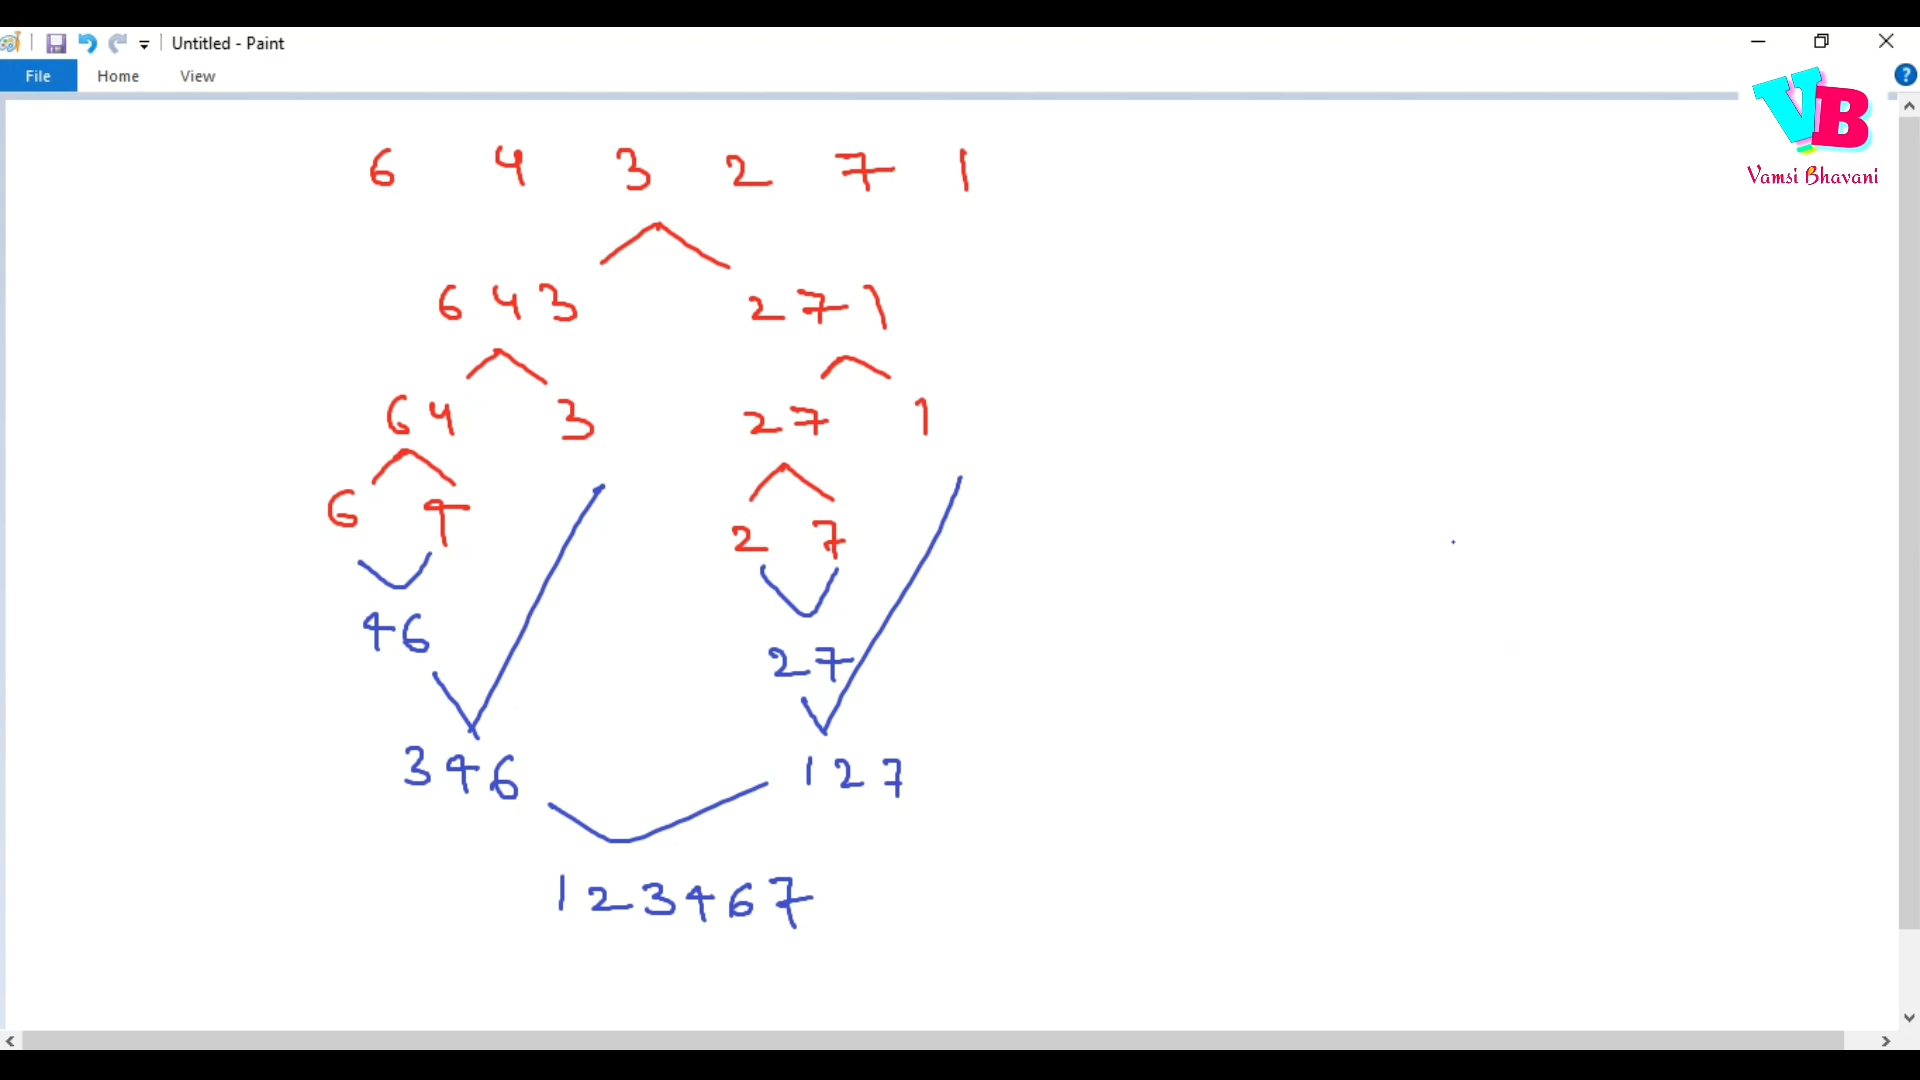 Untitled - Paint
File Home View
VB
Vamsi Bhavani
6 4 3 2 7 1
6 4 3 2 7 1
6 4 3 2 7 1
6 4 2 7
4 6 2 7
3 4 6 1 2 7
1 2 3 4 6 7